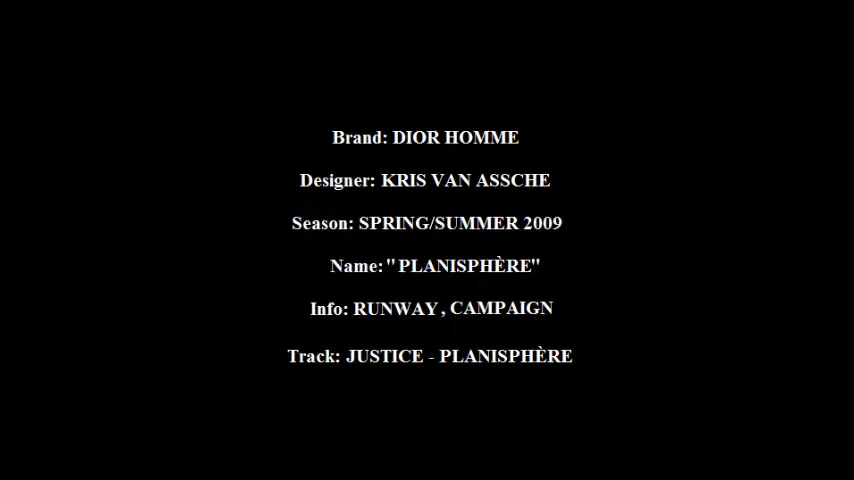 Brand: DIOR HOMME
Designer: KRIS VAN ASSCHE
Season: SPRING/SUMMER 2009
Name: "PLANISPHÈRE"
Info: RUNWAY, CAMPAIGN
Track: JUSTICE - PLANISPHÈRE